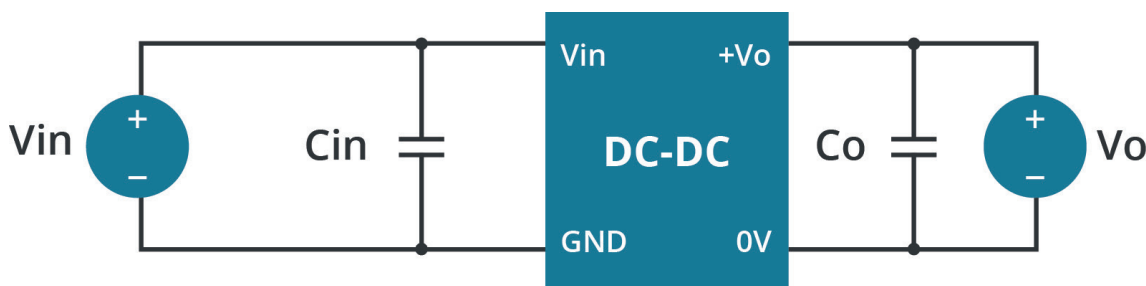 Vin
+
−
Cin
Vin
+Vo
DC-DC
GND
0V
Co
+
−
Vo